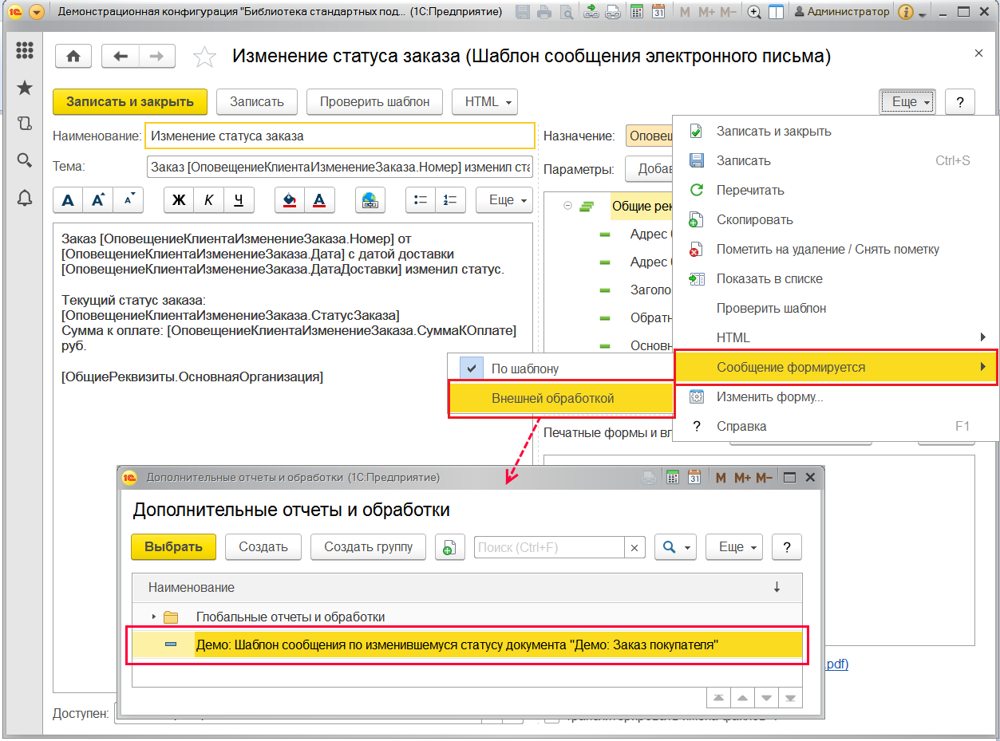 Демонстрационная конфигурация "Библиотека стандартных под... (1С:Предприятие)
M M+ M- Администратор
Изменение статуса заказа (Шаблон сообщения электронного письма)
Записать и закрыть Записать Проверить шаблон HTML Еще ?
Наименование: Изменение статуса заказа
Тема: Заказ [ОповещениеКлиентаИзменениеЗаказа.Номер] изменил ста
Ж К Ч Еще
Заказ [ОповещениеКлиентаИзменениеЗаказа.Номер] от
[ОповещениеКлиентаИзменениеЗаказа.Дата] с датой доставки
[ОповещениеКлиентаИзменениеЗаказа.ДатаДоставки] изменил статус.
Текущий статус заказа:
[ОповещениеКлиентаИзменениеЗаказа.СтатусЗаказа]
Сумма к оплате: [ОповещениеКлиентаИзменениеЗаказа.СуммаКОплате]
руб.
[ОбщиеРеквизиты.ОсновнаяОрганизация]
Назначение: Оповещ
Параметры: Добав
Общие рек
Адрес
Адрес
Заголо
Обратн
Основн
Печатные формы и вл
Записать и закрыть
Записать Ctrl+S
Перечитать
Скопировать
Пометить на удаление / Снять пометку
Показать в списке
Проверить шаблон
HTML
Сообщение формируется
Изменить форму...
Справка F1
По шаблону
Внешней обработкой
Дополнительные отчеты и обработки (1С:Предприятие)
M M+ M-
Дополнительные отчеты и обработки
Выбрать Создать Создать группу Поиск (Ctrl+F) × Еще ?
Наименование
Глобальные отчеты и обработки
Демо: Шаблон сообщения по изменившемуся статусу документа "Демо: Заказ покупателя"
.pdf)
Доступен: